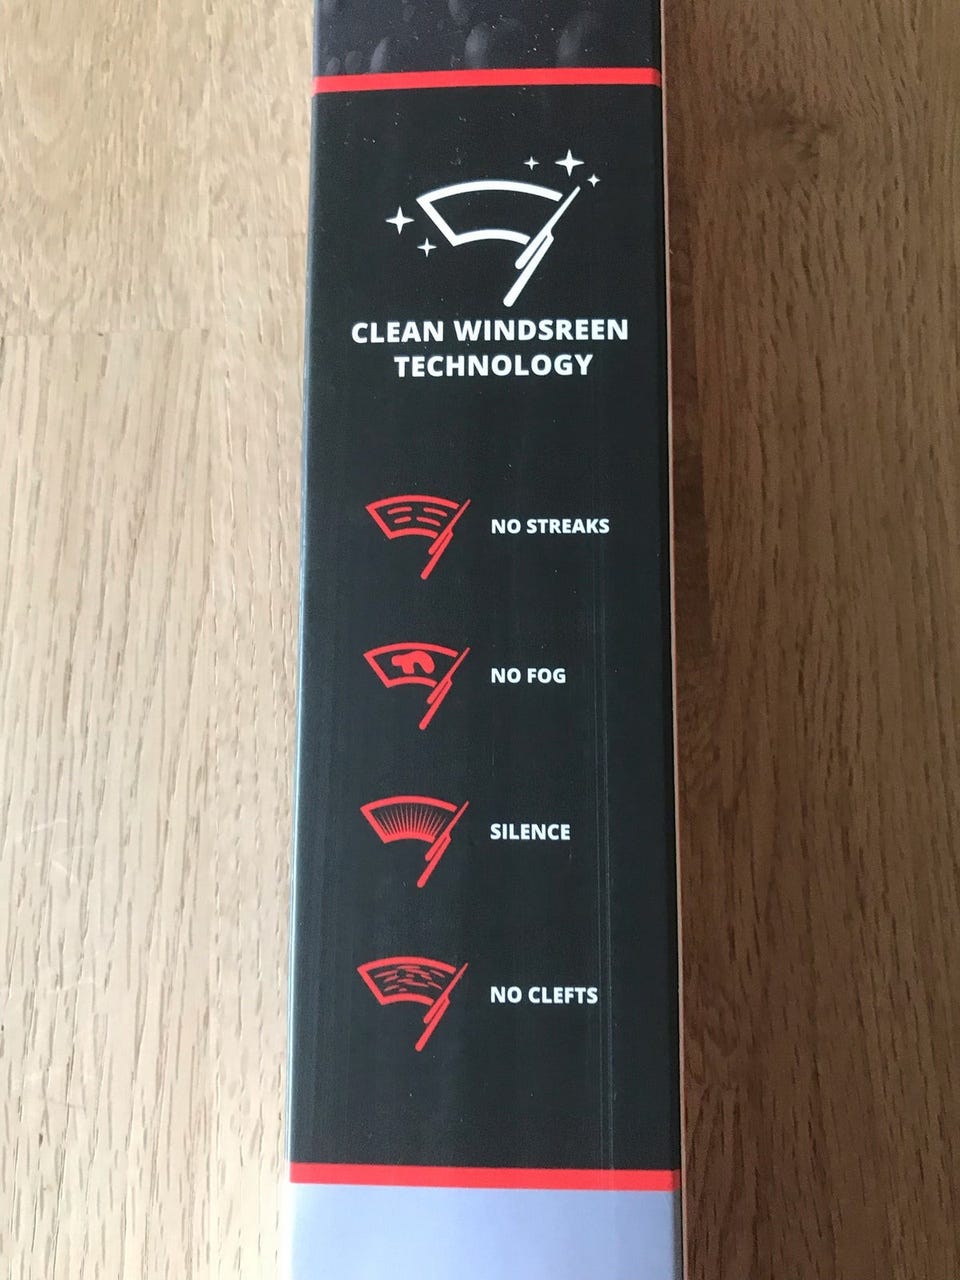 CLEAN WINDSREEN
TECHNOLOGY
NO STREAKS
NO FOG
SILENCE
NO CLEFTS